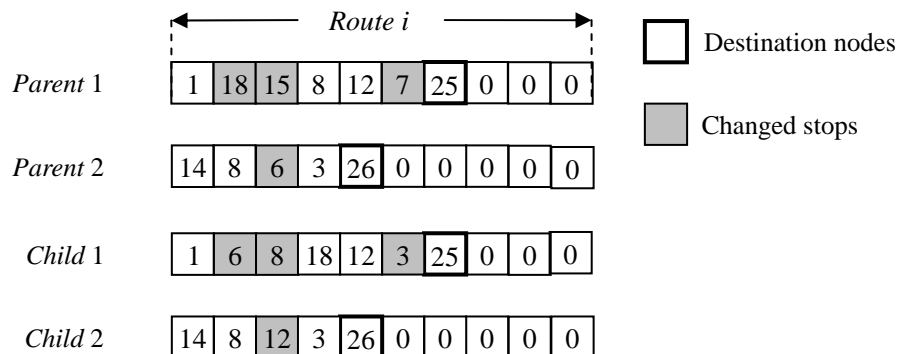 Route i
Parent 1 1 18 15 8 12 7 25 0 0 0
Destination nodes
Changed stops
Parent 2 14 8 6 3 26 0 0 0 0 0
Child 1 1 6 8 18 12 3 25 0 0 0
Child 2 14 8 12 3 26 0 0 0 0 0